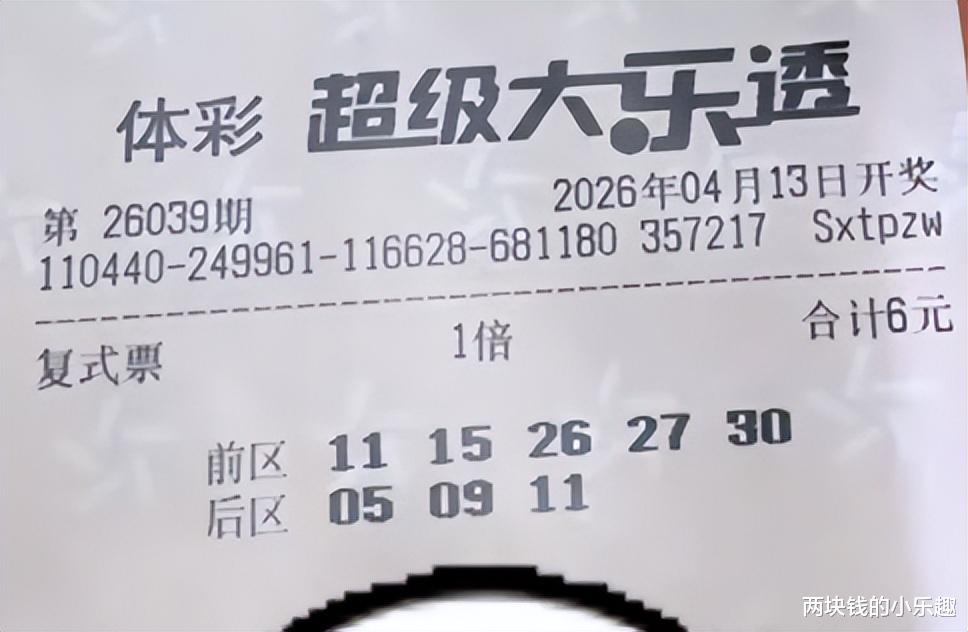 体彩 超级大乐透
第 26039期 2026年04月13日开奖
110440-249961-116628-681180 357217 Sxtpzw
复式票 1倍 合计6元
前区 11 15 26 27 30
后区 05 09 11
两块钱的小乐趣